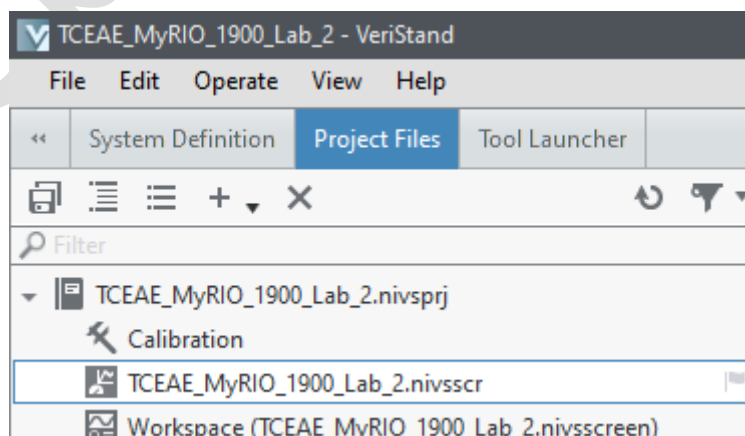 TCEAE_MyRIO_1900_Lab_2 - VeriStand
File Edit Operate View Help
System Definition Project Files Tool Launcher
Filter
TCEAE_MyRIO_1900_Lab_2.nivsprj
Calibration
TCEAE_MyRIO_1900_Lab_2.nivsscr
Workspace (TCEAE_MyRIO_1900_Lab_2.nivsscreen)